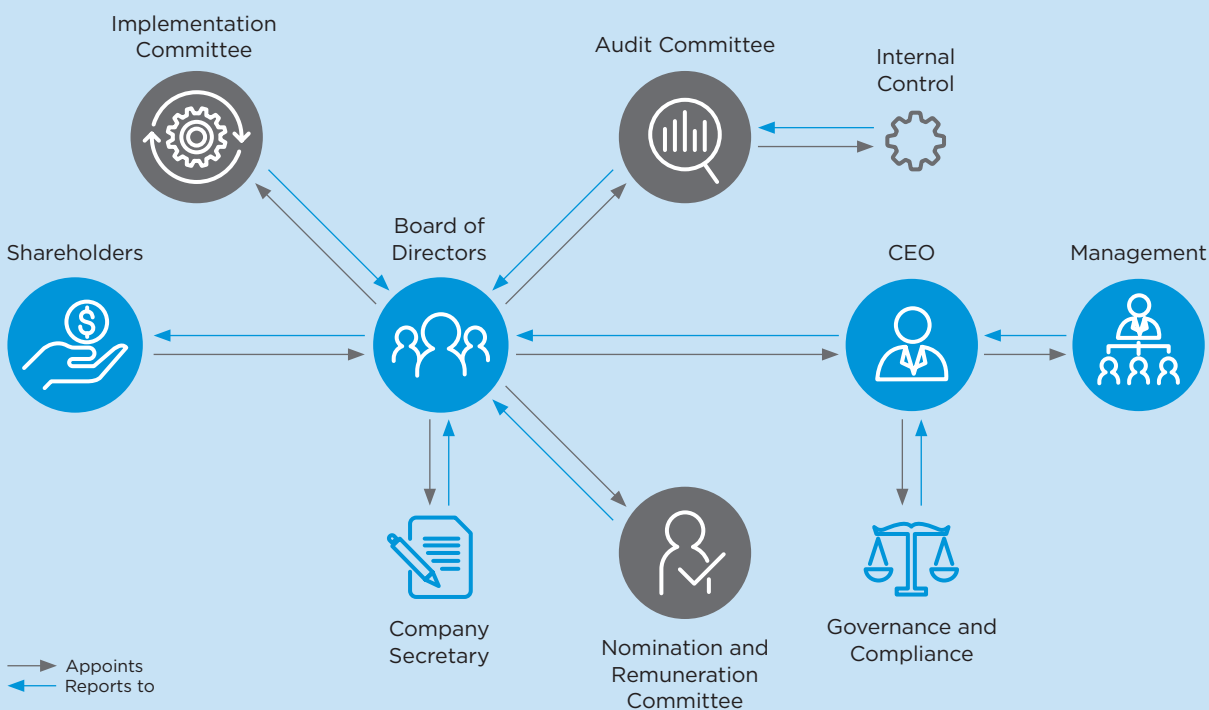 Implementation
Committee
Audit Committee
Internal
Control
Shareholders
Board of
Directors
CEO
Management
$
Company
Secretary
Nomination and
Remuneration
Committee
Governance and
Compliance
Appoints
Reports to